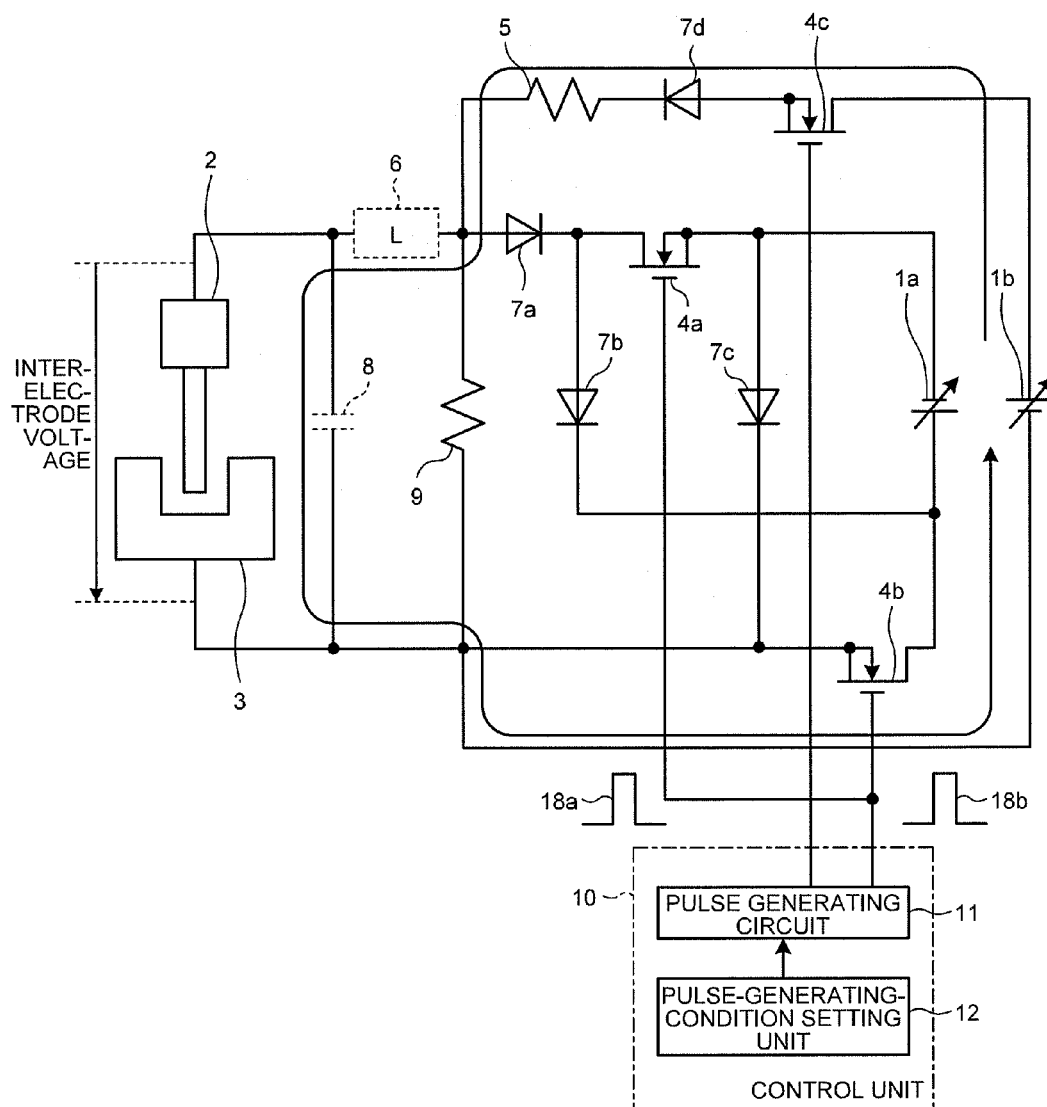 5
7d
4c
2
6
L
7a
4a
1a
1b
7b
7c
INTER-
ELEC-
TRODE
VOLT-
AGE
8
9
4b
3
18a
18b
10
PULSE GENERATING
CIRCUIT
11
PULSE-GENERATING-
CONDITION SETTING
UNIT
12
CONTROL UNIT